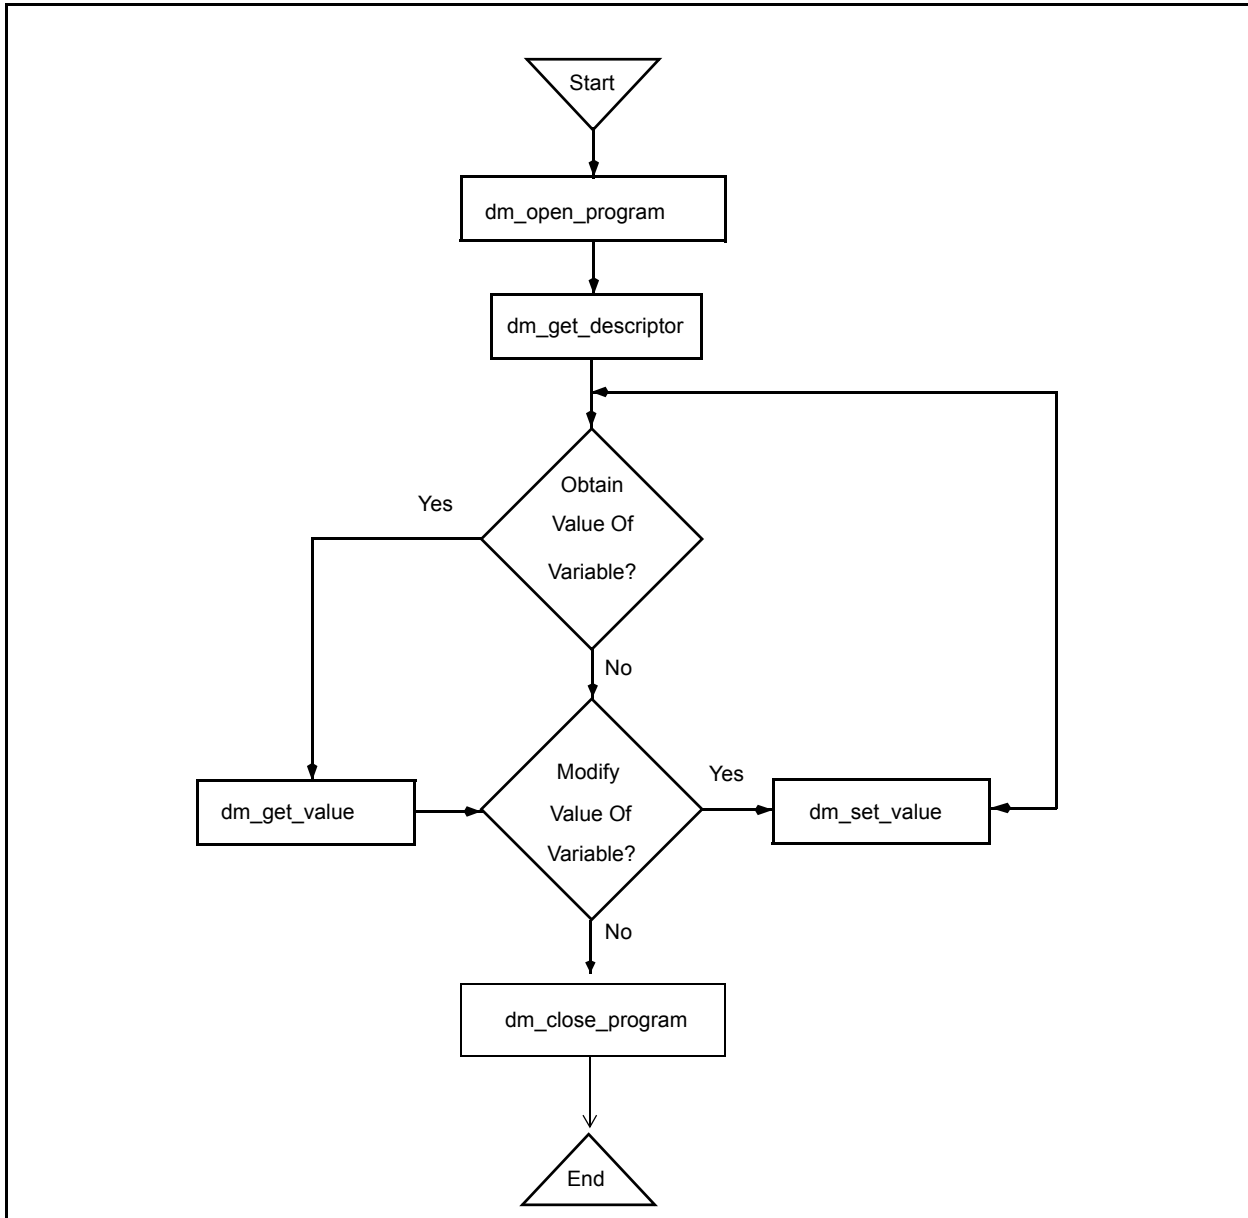 Start
dm_open_program
dm_get_descriptor
Obtain
Value Of
Variable?
Yes
No
Modify
Value Of
Variable?
Yes
dm_get_value
dm_set_value
No
dm_close_program
End